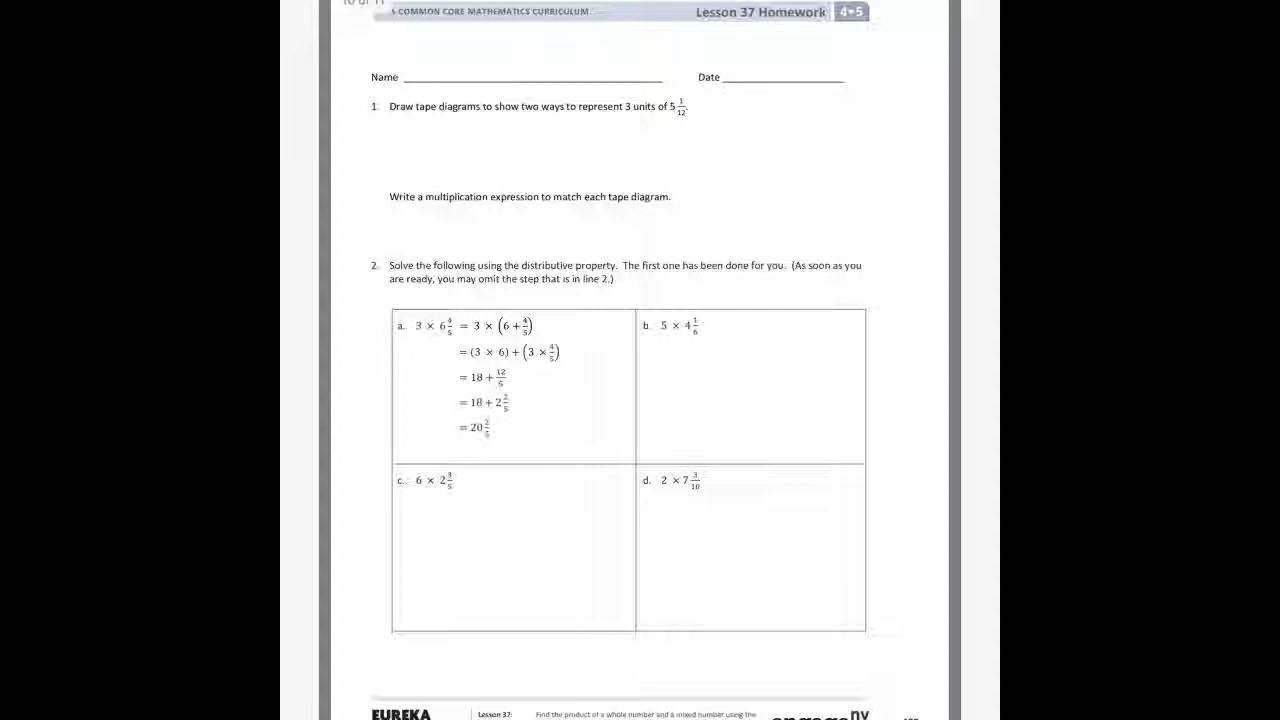 S COMMON CORE MATHEMATICS CURRICULUM
Lesson 37 Homework 4•5
Name
Date
1. Draw tape diagrams to show two ways to represent 3 units of 5 1/12.
Write a multiplication expression to match each tape diagram.
2. Solve the following using the distributive property. The first one has been done for you. (As soon as you
are ready, you may omit the step that is in line 2.)
a. 3 × 6 4/5 = 3 × (6 + 4/5)
= (3 × 6) + (3 × 4/5)
= 18 + 12/5
= 18 + 2 2/5
= 20 2/5
b. 5 × 4 1/6
c. 6 × 2 3/5
d. 2 × 7 3/10
EUREKA
Lesson 37: Find the product of a whole number and a mixed number using the
engage ny